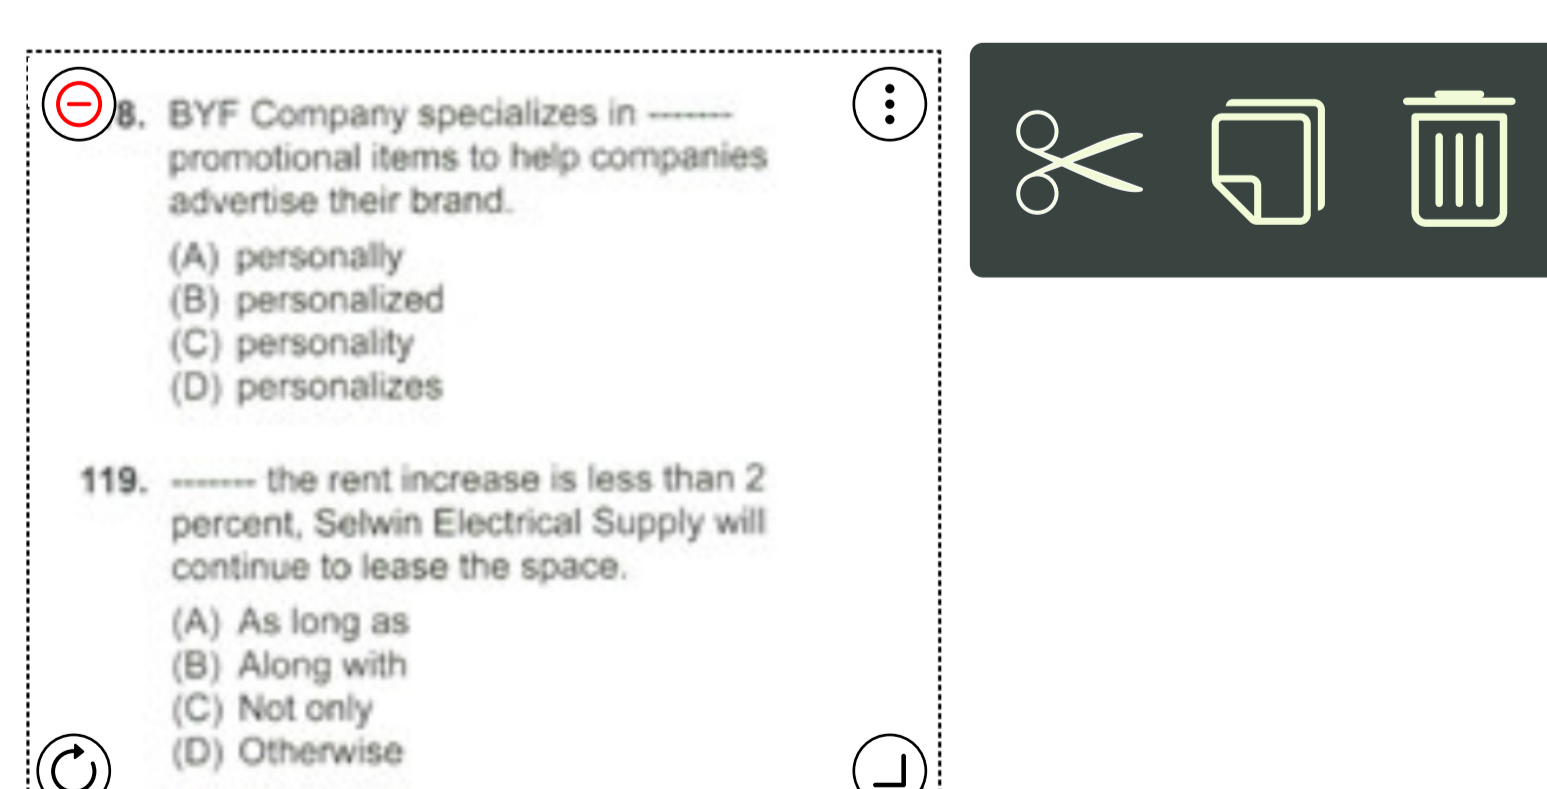 8. BYF Company specializes in -------
promotional items to help companies
advertise their brand.
(A) personally
(B) personalized
(C) personality
(D) personalizes
119. ------- the rent increase is less than 2
percent, Selwin Electrical Supply will
continue to lease the space.
(A) As long as
(B) Along with
(C) Not only
(D) Otherwise